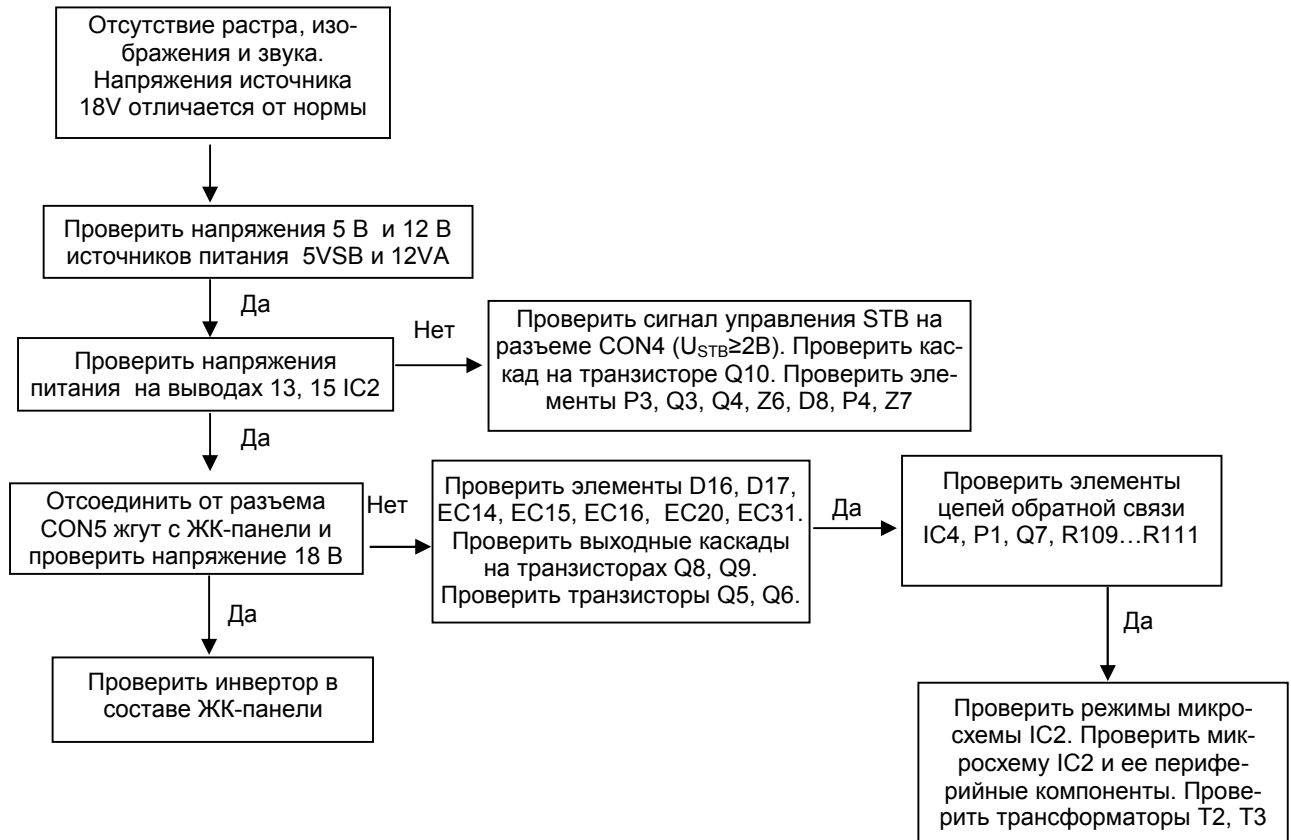 Отсутствие растра, изо-
бражения и звука.
Напряжения источника
18V отличается от нормы
Проверить напряжения 5 В и 12 В
источников питания 5VSB и 12VA
Да
Проверить напряжения
питания на выводах 13, 15 IC2
Нет
Проверить сигнал управления STB на
разъеме CON4 (USTB≥2В). Проверить кас-
кад на транзисторе Q10. Проверить эле-
менты P3, Q3, Q4, Z6, D8, P4, Z7
Да
Отсоединить от разъема
CON5 жгут с ЖК-панели и
проверить напряжение 18 В
Нет
Проверить элементы D16, D17,
EC14, EC15, EC16, EC20, EC31.
Проверить выходные каскады
на транзисторах Q8, Q9.
Проверить транзисторы Q5, Q6.
Да
Проверить элементы
цепей обратной связи
IC4, P1, Q7, R109…R111
Да
Проверить инвертор в
составе ЖК-панели
Да
Проверить режимы микро-
схемы IC2. Проверить мик-
росхему IC2 и ее перифе-
рийные компоненты. Прове-
рить трансформаторы T2, T3